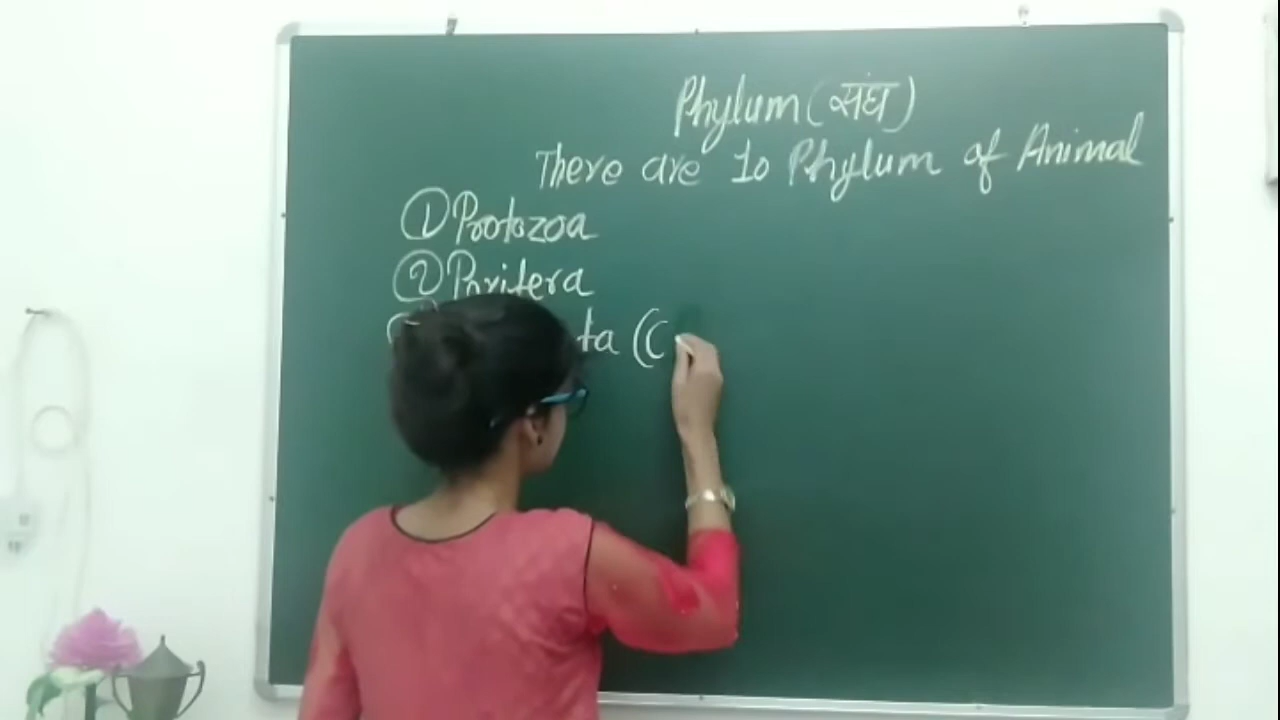 Phylum (संघ)
There are 10 Phylum of Animal
① Protozoa
② Porifera
ta (C